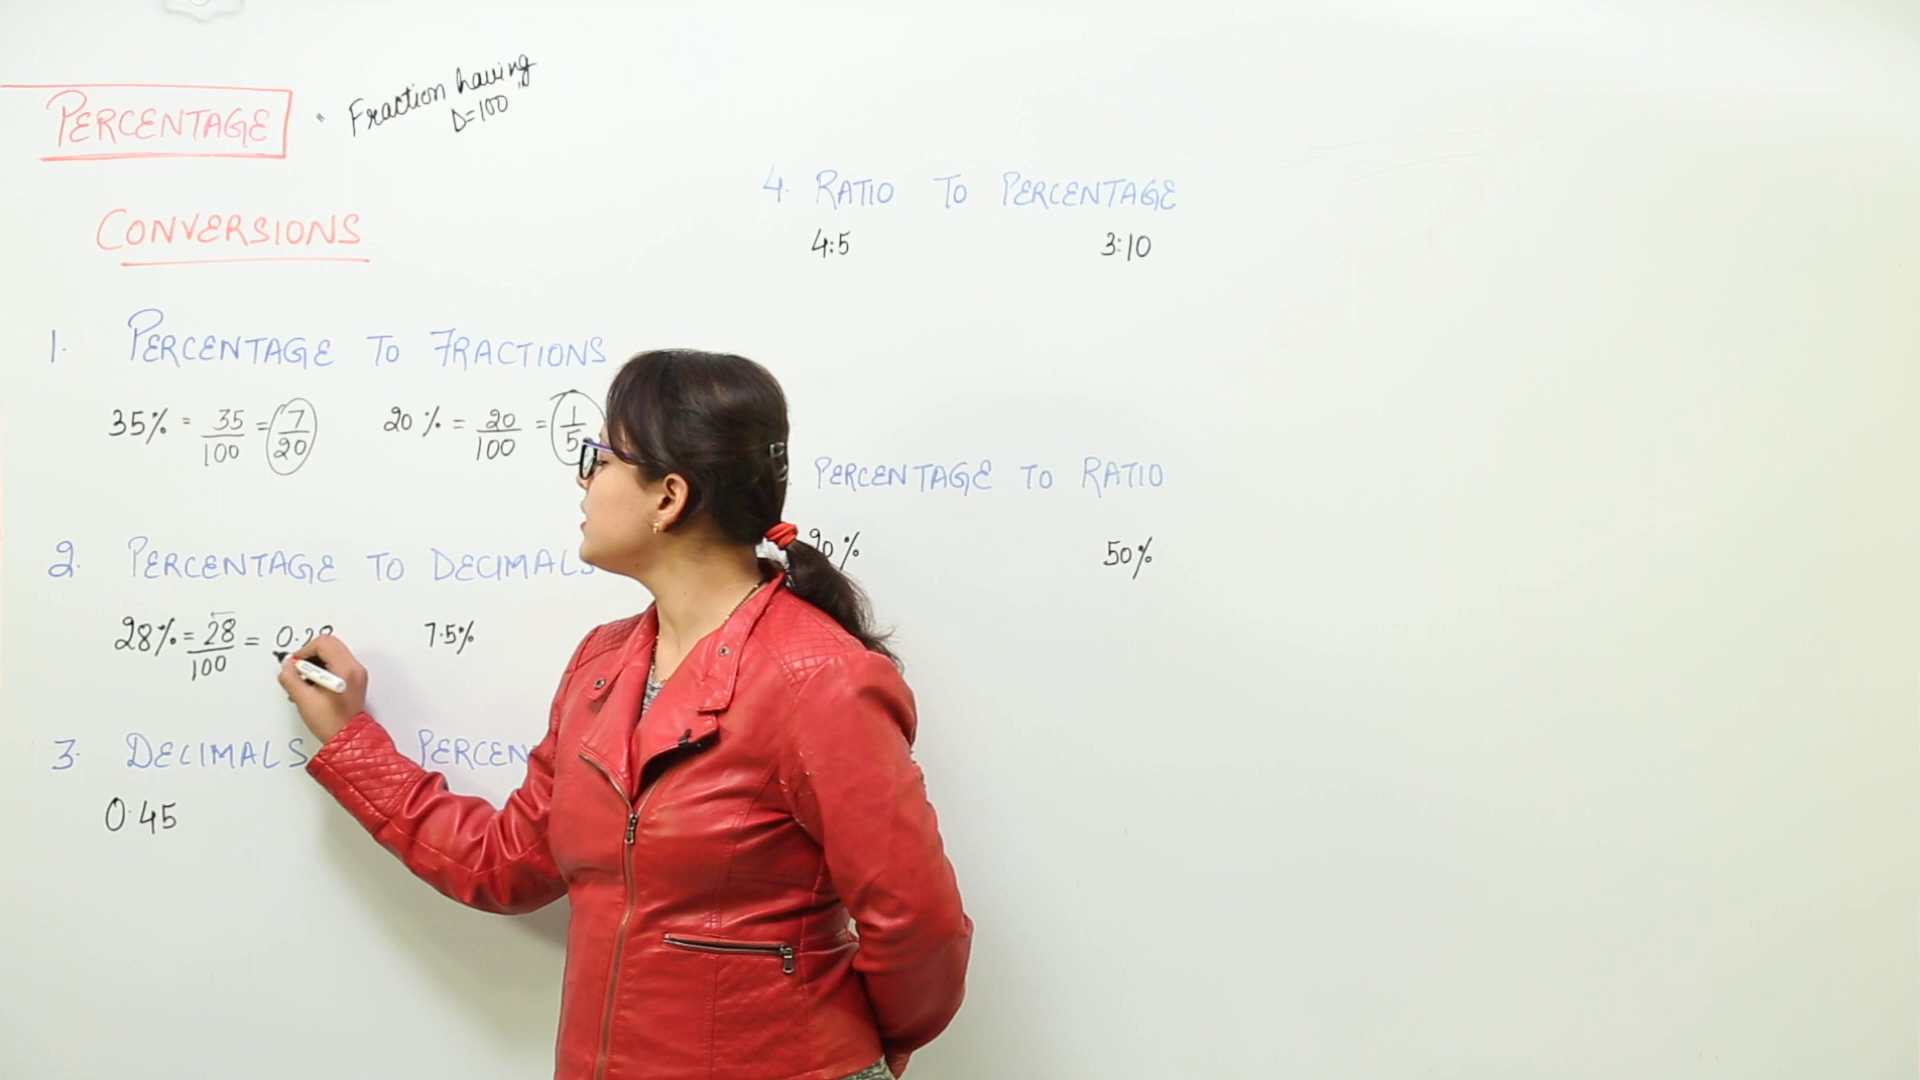 PERCENTAGE
Fraction having
D=100
CONVERSIONS
1. PERCENTAGE TO FRACTIONS
35% = 35/100 = 7/20
20% = 20/100 = 1/5
2. PERCENTAGE TO DECIMALS
28% = 28/100 = 0.28
7.5%
3. DECIMALS
0.45
4. RATIO TO PERCENTAGE
4:5
3:10
PERCENTAGE TO RATIO
50%